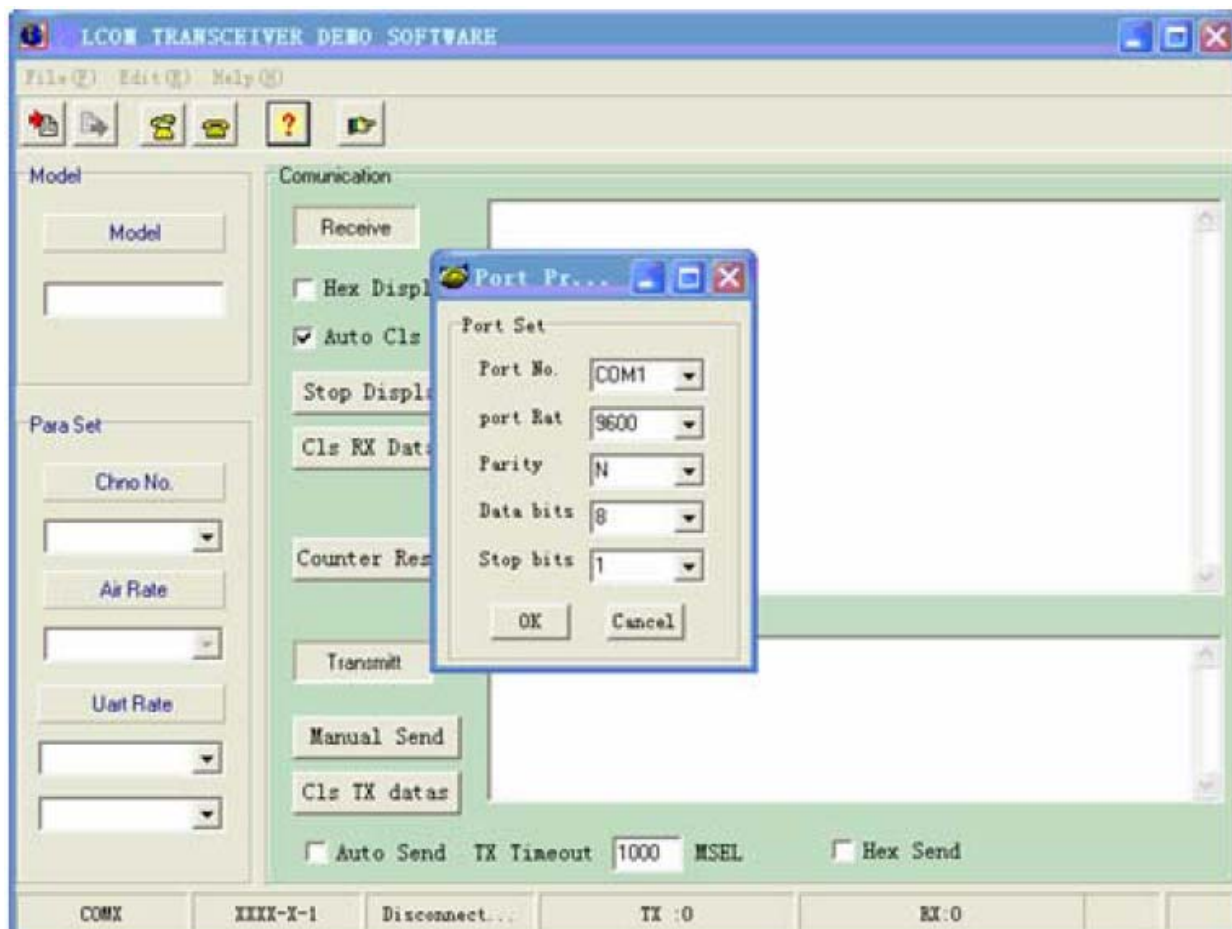 LCOM TRANSCEIVER DEMO SOFTWARE
File(F) Edit(E) Help(H)
Model
Model
Para Set
Chno No.
Air Rate
Uart Rate
Comunication
Receive
Hex Displ
Auto Cls
Stop Displ
Cls RX Dat
Counter Res
Transmitt
Manual Send
Cls TX datas
Auto Send TX Timeout 1000 MSEL Hex Send
Port Pr...
Port Set
Port No. COM1
port Rat 9600
Parity N
Data bits 8
Stop bits 1
OK Cancel
COMX XXXX-X-1 Disconnect... TX :0 RX:0